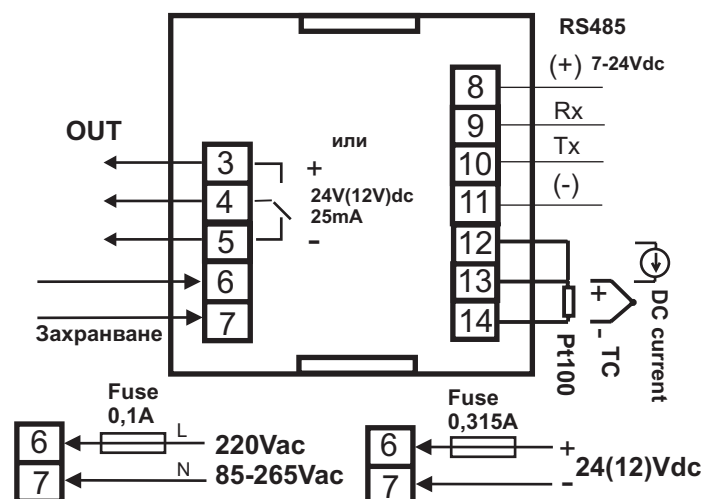 RS485
(+) 7-24Vdc
8
Rx
9
Tx
10
(-)
11
12
13
14
OUT
или
3
+
4
24V(12V)dc
25mA
5
-
6
7
Захранване
+
- TC
Pt100
DC current
Fuse
0,1A
6
L
220Vac
7
N
85-265Vac
Fuse
0,315A
6
+
24(12)Vdc
7
-